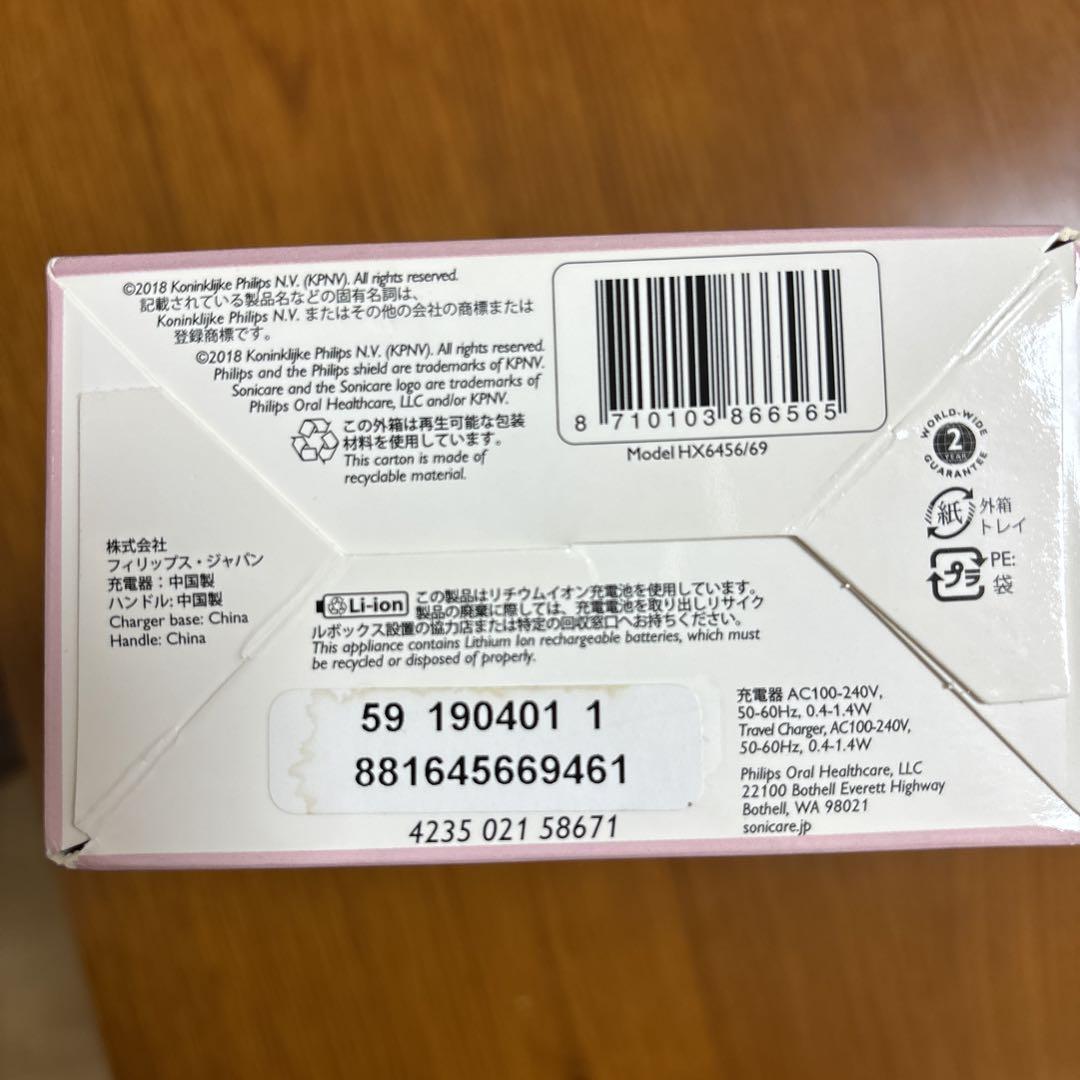 ©2018 Koninklijke Philips N.V. (KPNV). All rights reserved.
記載されている製品名などの固有名詞は、
Koninklijke Philips N.V. またはその他の会社の商標または
登録商標です。
©2018 Koninklijke Philips N.V. (KPNV). All rights reserved.
Philips and the Philips shield are trademarks of KPNV.
Sonicare and the Sonicare logo are trademarks of
Philips Oral Healthcare, LLC and/or KPNV.
この外箱は再生可能な包装
材料を使用しています。
This carton is made of
recyclable material.
8 710103 866565
Model HX6456/69
WORLD-WIDE
2
YEAR
GUARANTEE
紙
外箱
トレイ
プラ
PE:
袋
株式会社
フィリップス・ジャパン
充電器：中国製
ハンドル: 中国製
Charger base: China
Handle: China
Li-ion
この製品はリチウムイオン充電池を使用しています。
製品の廃棄に際しては、充電電池を取り出しリサイク
ルボックス設置の協力店または特定の回収窓口へお持ちください。
This appliance contains Lithium Ion rechargeable batteries, which must
be recycled or disposed of properly.
59 190401 1
881645669461
4235 021 58671
充電器 AC100-240V,
50-60Hz, 0.4-1.4W
Travel Charger, AC100-240V,
50-60Hz, 0.4-1.4W
Philips Oral Healthcare, LLC
22100 Bothell Everett Highway
Bothell, WA 98021
sonicare.jp